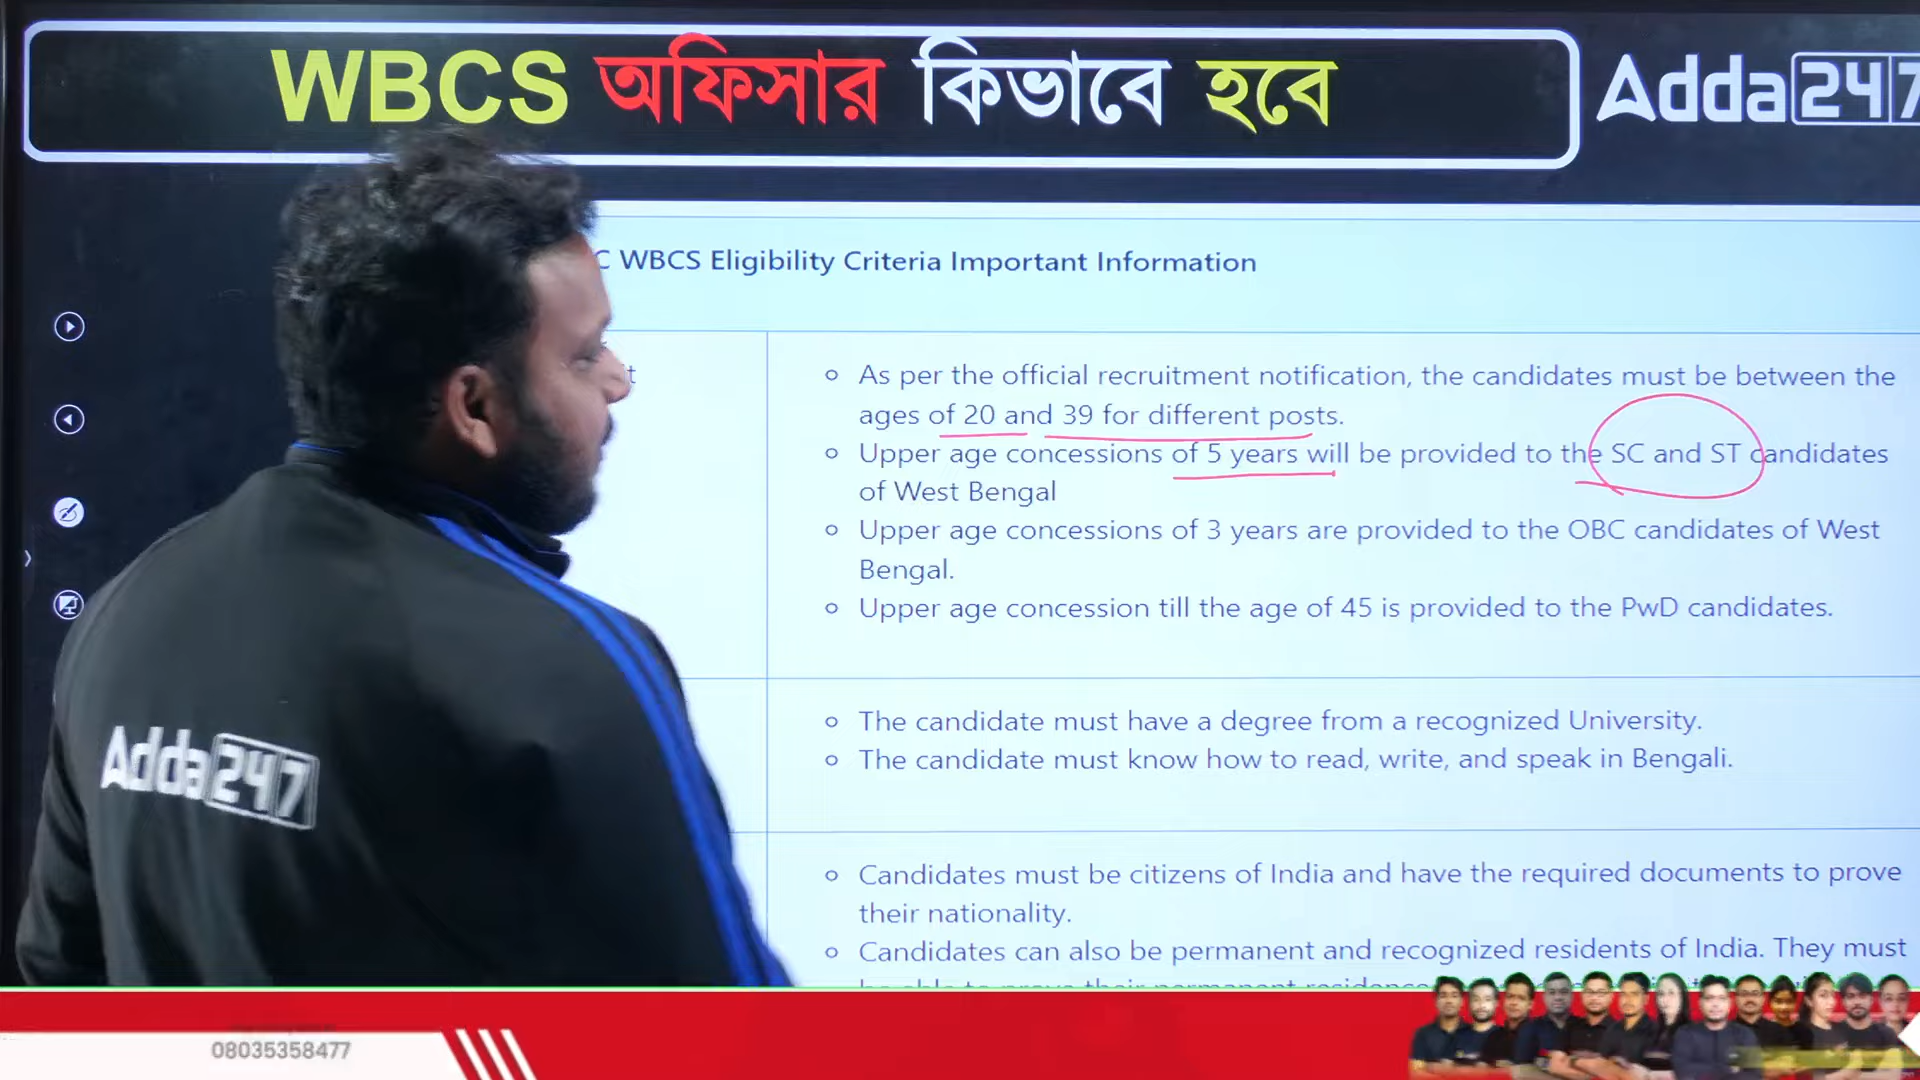 WBCS অফিসার কিভাবে হবে
Adda247
C WBCS Eligibility Criteria Important Information
As per the official recruitment notification, the candidates must be between the
ages of 20 and 39 for different posts.
Upper age concessions of 5 years will be provided to the SC and ST candidates
of West Bengal
Upper age concessions of 3 years are provided to the OBC candidates of West
Bengal.
Upper age concession till the age of 45 is provided to the PwD candidates.
The candidate must have a degree from a recognized University.
The candidate must know how to read, write, and speak in Bengali.
Adda247
Candidates must be citizens of India and have the required documents to prove
their nationality.
Candidates can also be permanent and recognized residents of India. They must
08035358477